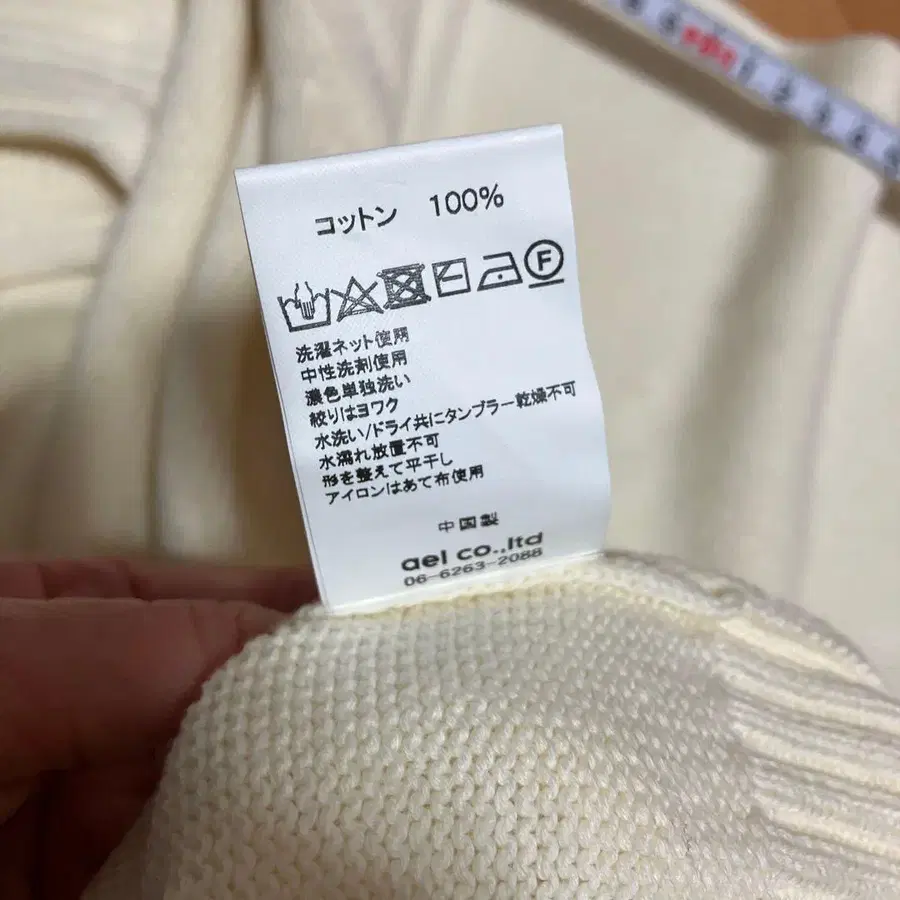 コットン 100%
F
洗濯ネット使用
中性洗剤使用
濃色単独洗い
絞りはヨワク
水洗い/ドライ共にタンブラー乾燥不可
水濡れ放置不可
形を整えて平干し
アイロンはあて布使用
中国製
ael co.,ltd
06-6263-2088